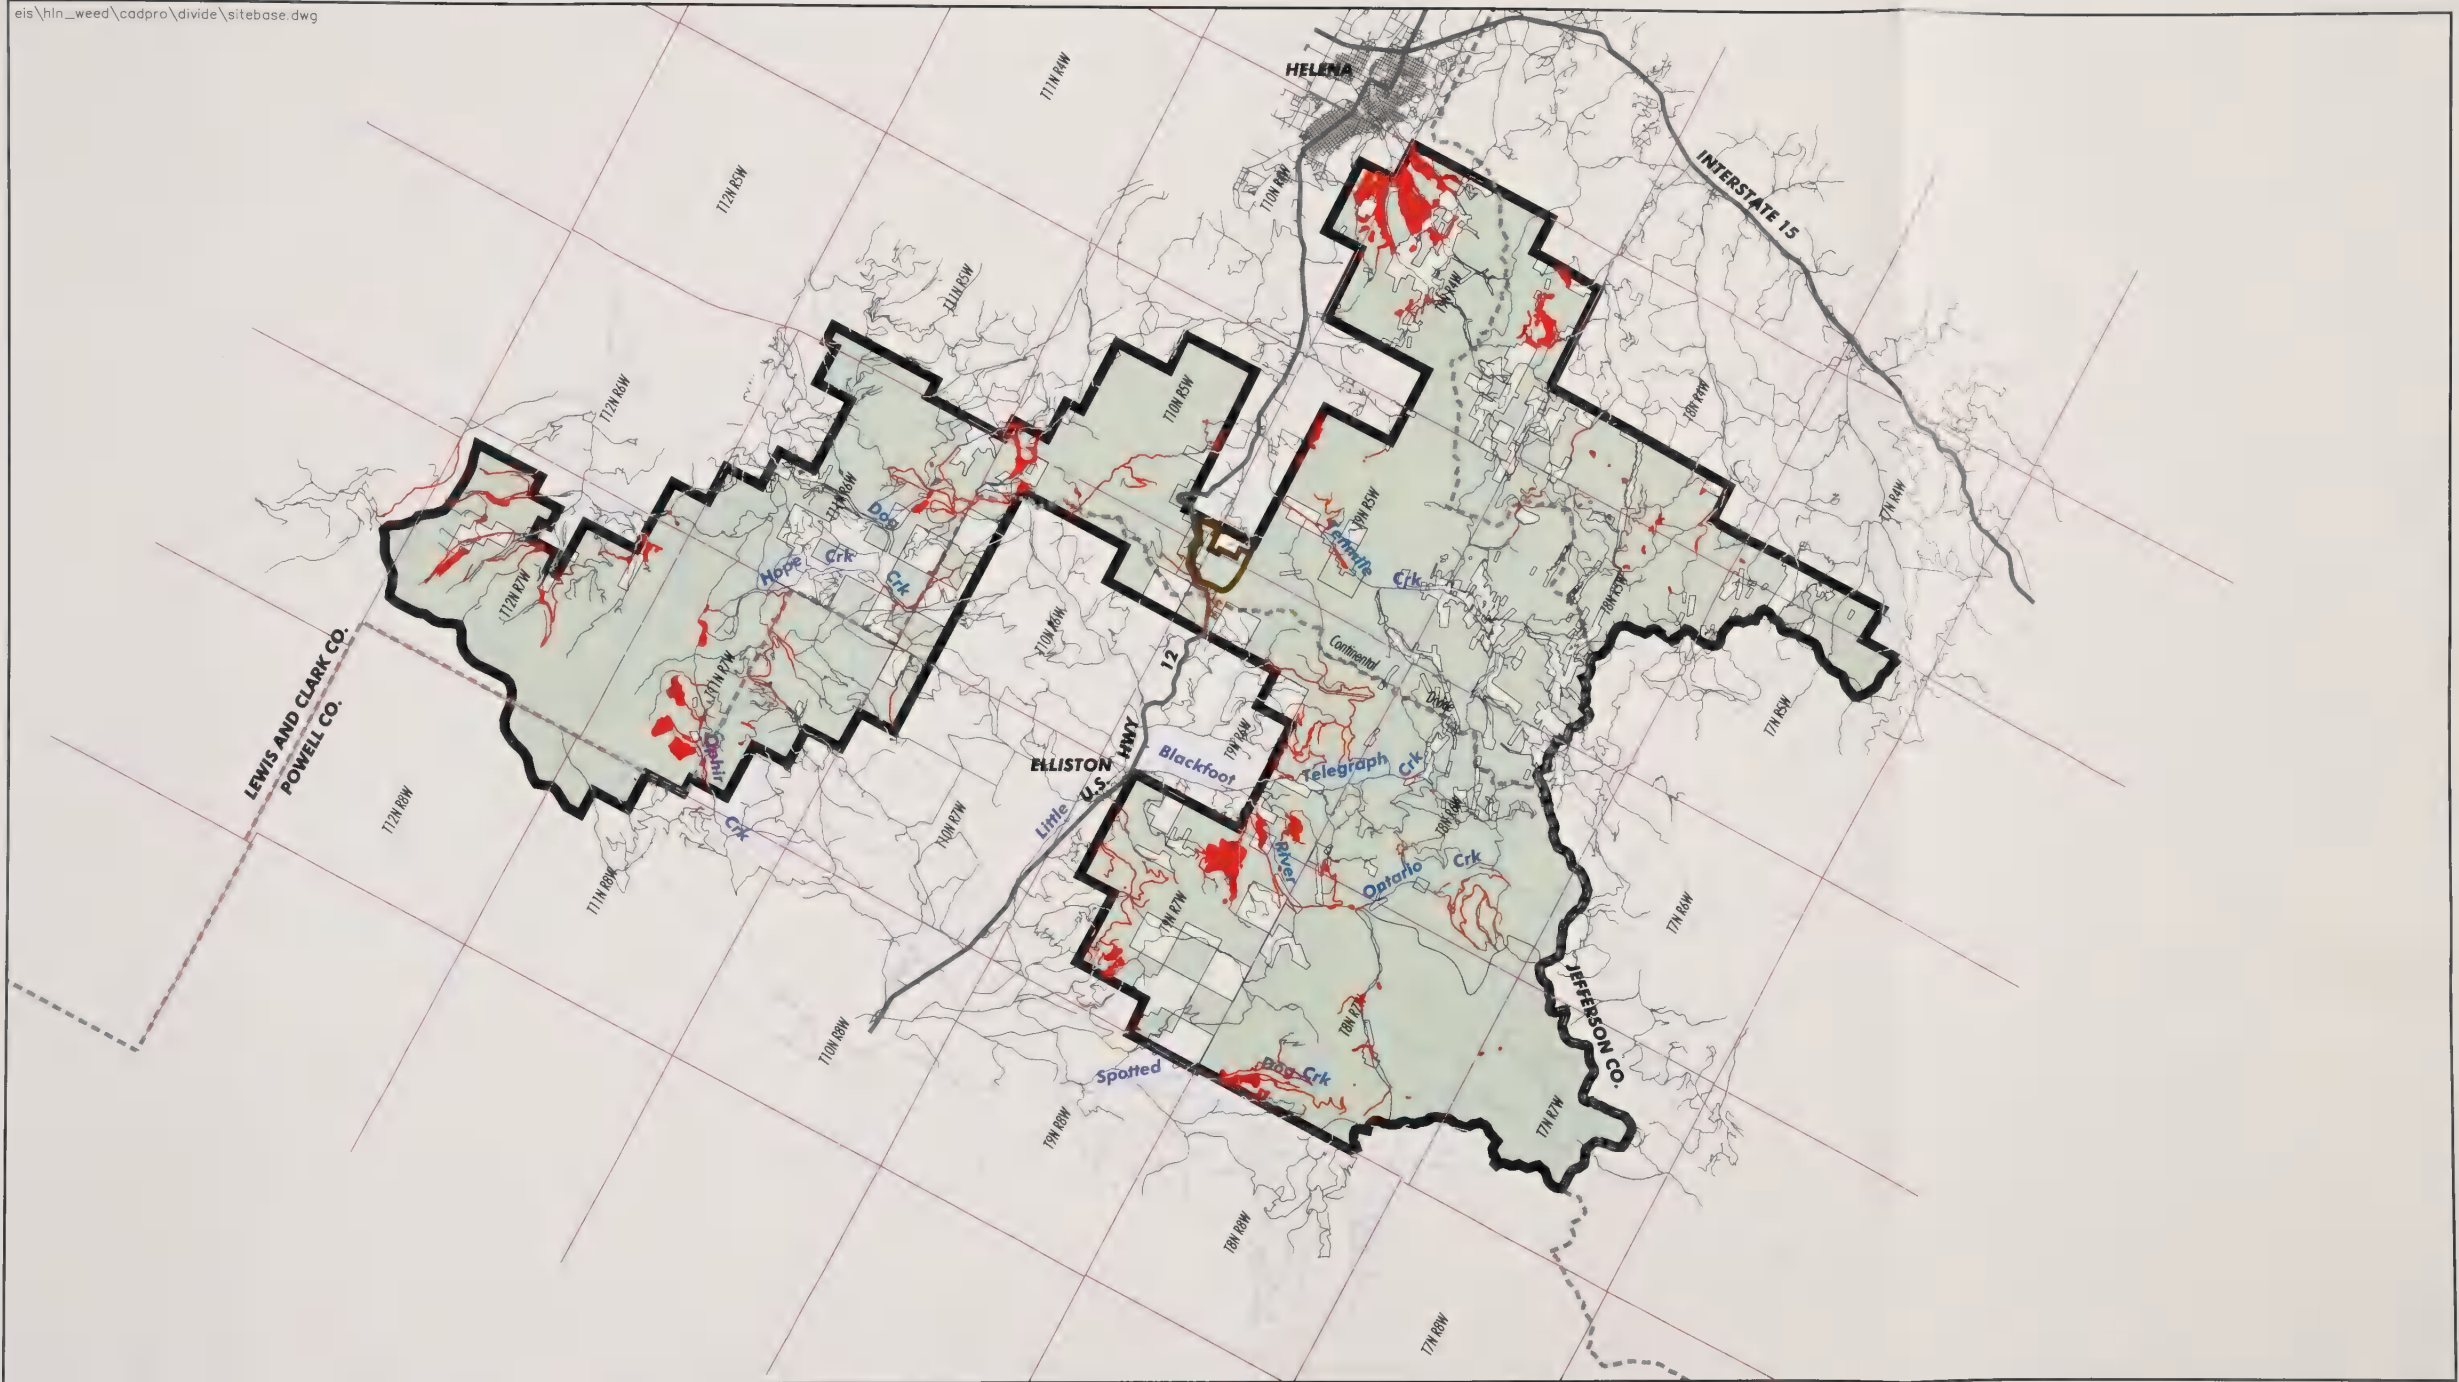 eis\hln_weed\cadpro\divide\sitebase.dwg
HELENA
T11N R4W
T12N R5W
T10N R4W
INTERSTATE 15
T11N R5W
T9N R4W
T12N R6W
T10N R5W
T8N R4W
T11N R6W
Dog
Crk
T9N R5W
T7N R4W
Hope Crk
Tenmile
Crk
T12N R7W
T8N R5W
T10N R6W
LEWIS AND CLARK CO.
POWELL CO.
Continental
Divide
T11N R7W
12
HWY
U.S.
T7N R5W
T9N R6W
Ophir
Crk
ELLISTON
Blackfoot
Telegraph Crk
Little
River
T12N R8W
T10N R7W
T8N R6W
T11N R8W
Ontario Crk
T9N R7W
T7N R6W
JEFFERSON CO.
T10N R8W
T8N R7W
Spotted
Dog Crk
T9N R8W
T7N R7W
T8N R8W
T7N R8W